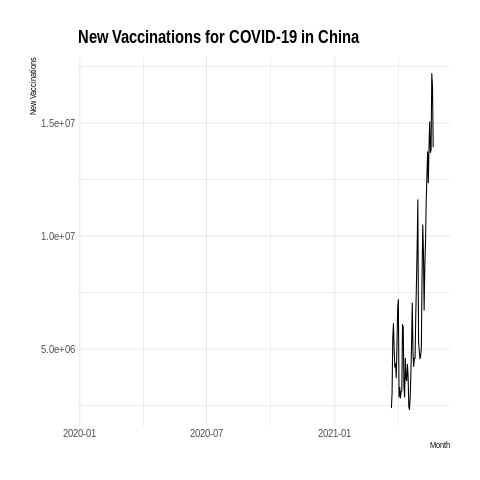 New Vaccinations for COVID-19 in China
New Vaccinations
1.5e+07
1.0e+07
5.0e+06
2020-01 2020-07 2021-01
Month